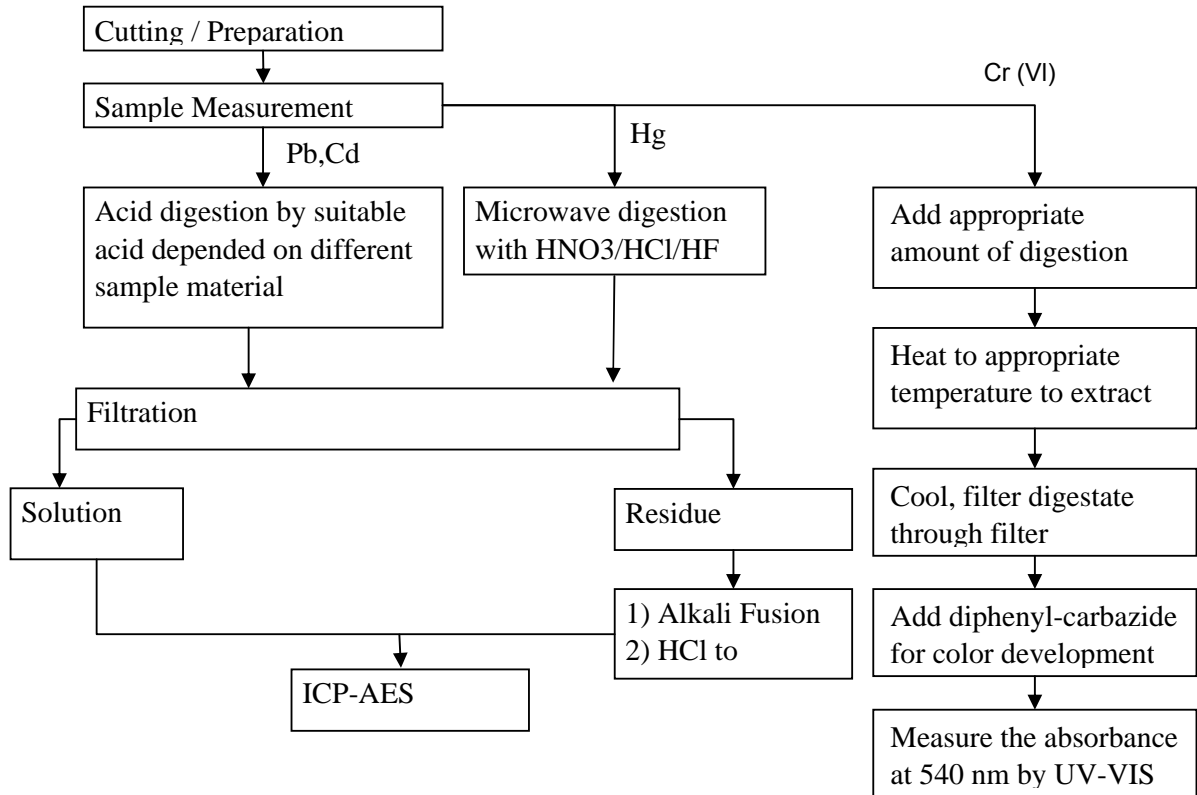 Cutting / Preparation
Sample Measurement
Cr (VI)
Pb,Cd
Hg
Acid digestion by suitable
acid depended on different
sample material
Microwave digestion
with HNO3/HCl/HF
Add appropriate
amount of digestion
Heat to appropriate
temperature to extract
Filtration
Solution
Residue
Cool, filter digestate
through filter
1) Alkali Fusion
2) HCl to
Add diphenyl-carbazide
for color development
ICP-AES
Measure the absorbance
at 540 nm by UV-VIS